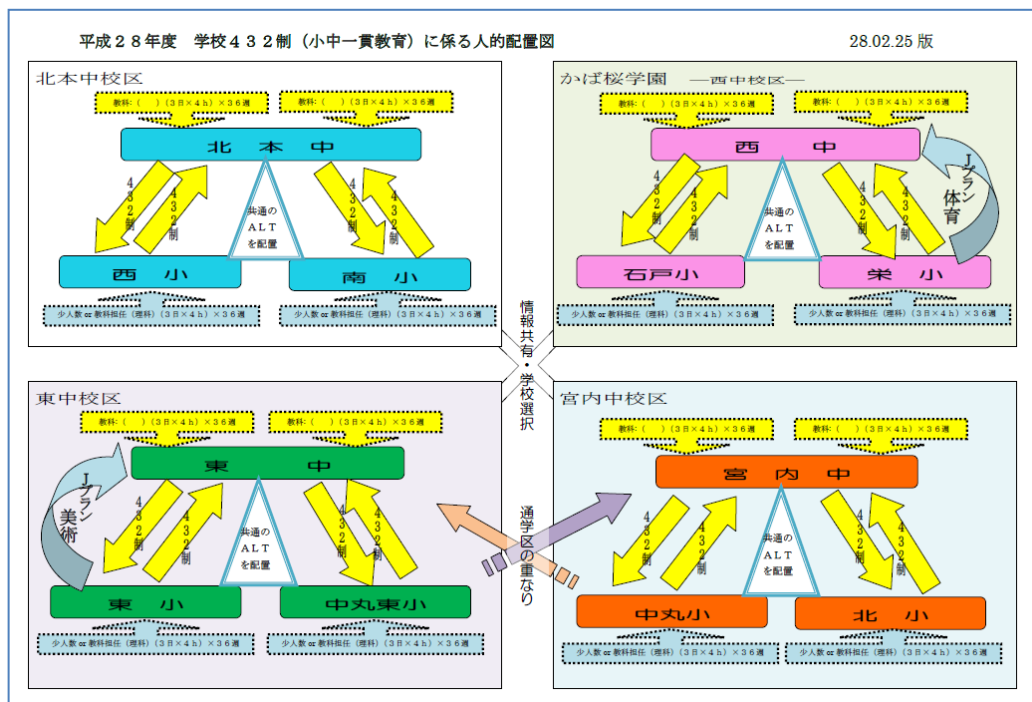 平成28年度　学校432制（小中一貫教育）に係る人的配置図
28.02.25 版
北本中校区
教科:（　）（3日×4ｈ）×36週
教科:（　）（3日×4ｈ）×36週
北本中
432制
432制
432制
432制
共通の
ＡＬＴ
を配置
西小
南小
少人数 or 教科担任（理科）（3日×4ｈ）×36週
少人数 or 教科担任（理科）（3日×4ｈ）×36週
かば桜学園　―西中校区―
教科:（　）（3日×4ｈ）×36週
教科:（　）（3日×4ｈ）×36週
西中
432制
432制
432制
432制
Ｊプラン
体育
共通の
ＡＬＴ
を配置
石戸小
栄小
少人数 or 教科担任（理科）（3日×4ｈ）×36週
少人数 or 教科担任（理科）（3日×4ｈ）×36週
情報共有・学校選択
東中校区
教科:（　）（3日×4ｈ）×36週
教科:（　）（3日×4ｈ）×36週
東中
Ｊプラン
美術
432制
432制
432制
432制
共通の
ＡＬＴ
を配置
東小
中丸東小
少人数 or 教科担任（理科）（3日×4ｈ）×36週
少人数 or 教科担任（理科）（3日×4ｈ）×36週
通学区の重なり
宮内中校区
教科:（　）（3日×4ｈ）×36週
教科:（　）（3日×4ｈ）×36週
宮内中
432制
432制
432制
432制
共通の
ＡＬＴ
を配置
中丸小
北小
少人数 or 教科担任（理科）（3日×4ｈ）×36週
少人数 or 教科担任（理科）（3日×4ｈ）×36週